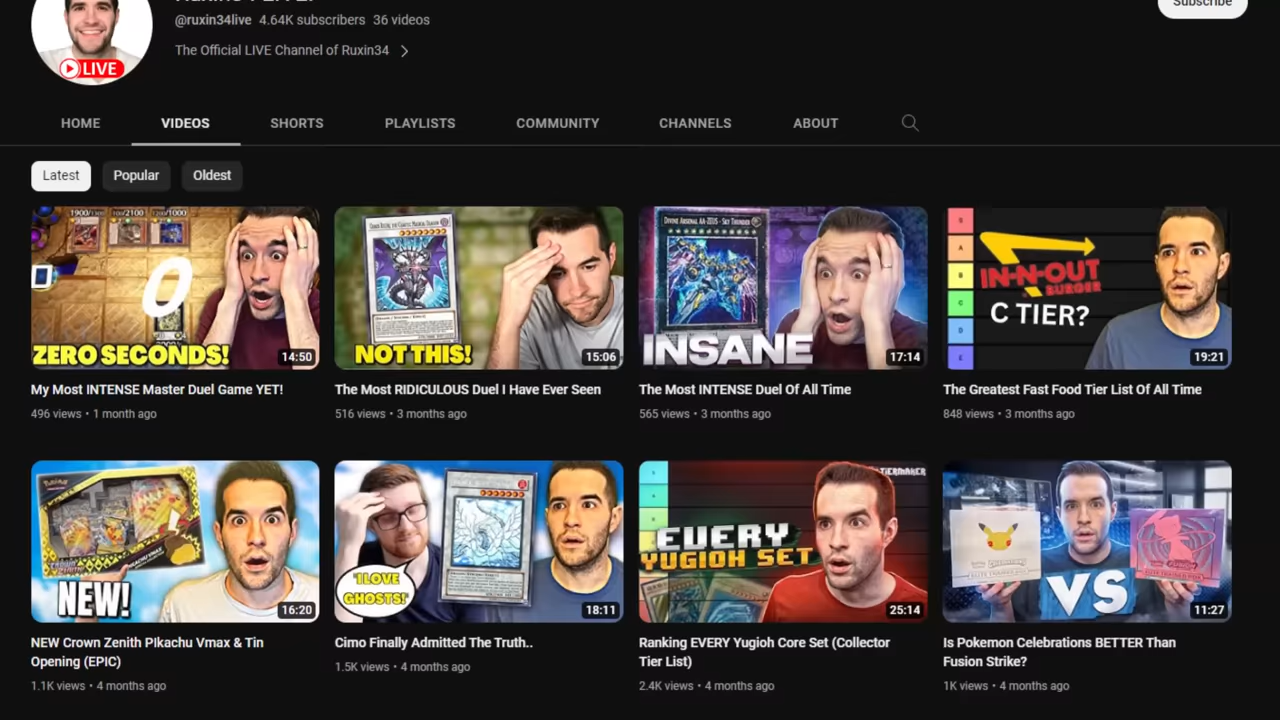 @ruxin34live 4.64K subscribers 36 videos
Subscribe
The Official LIVE Channel of Ruxin34
LIVE
HOME VIDEOS SHORTS PLAYLISTS COMMUNITY CHANNELS ABOUT
Latest Popular Oldest
0
ZERO SECONDS!
14:50
NOT THIS!
15:06
DIVINE ARSENAL AA-ZEUS - SKY THUNDER
INSANE
17:14
S
A
B
C
D
E
IN-N-OUT
BURGER
C TIER?
19:21
My Most INTENSE Master Duel Game YET!
496 views • 1 month ago
The Most RIDICULOUS Duel I Have Ever Seen
516 views • 3 months ago
The Most INTENSE Duel Of All Time
565 views • 3 months ago
The Greatest Fast Food Tier List Of All Time
848 views • 3 months ago
NEW!
16:20
"I LOVE
GHOSTS!"
18:11
TIERMAKER
EVERY
YUGIOH SET
25:14
VS
11:27
NEW Crown Zenith PIkachu Vmax & Tin
Opening (EPIC)
1.1K views • 4 months ago
Cimo Finally Admitted The Truth..
1.5K views • 4 months ago
Ranking EVERY Yugioh Core Set (Collector
Tier List)
2.4K views • 4 months ago
Is Pokemon Celebrations BETTER Than
Fusion Strike?
1K views • 4 months ago